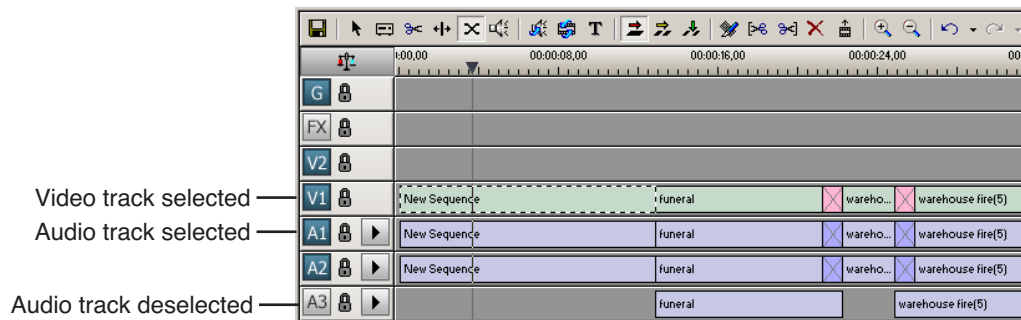 T
:00,00 00:00:08,00 00:00:16,00 00:00:24,00 00
G
FX
V2
Video track selected V1 New Sequence funeral wareho... warehouse fire(5)
Audio track selected A1 New Sequence funeral wareho... warehouse fire(5)
A2 New Sequence funeral wareho... warehouse fire(5)
Audio track deselected A3 funeral warehouse fire(5)